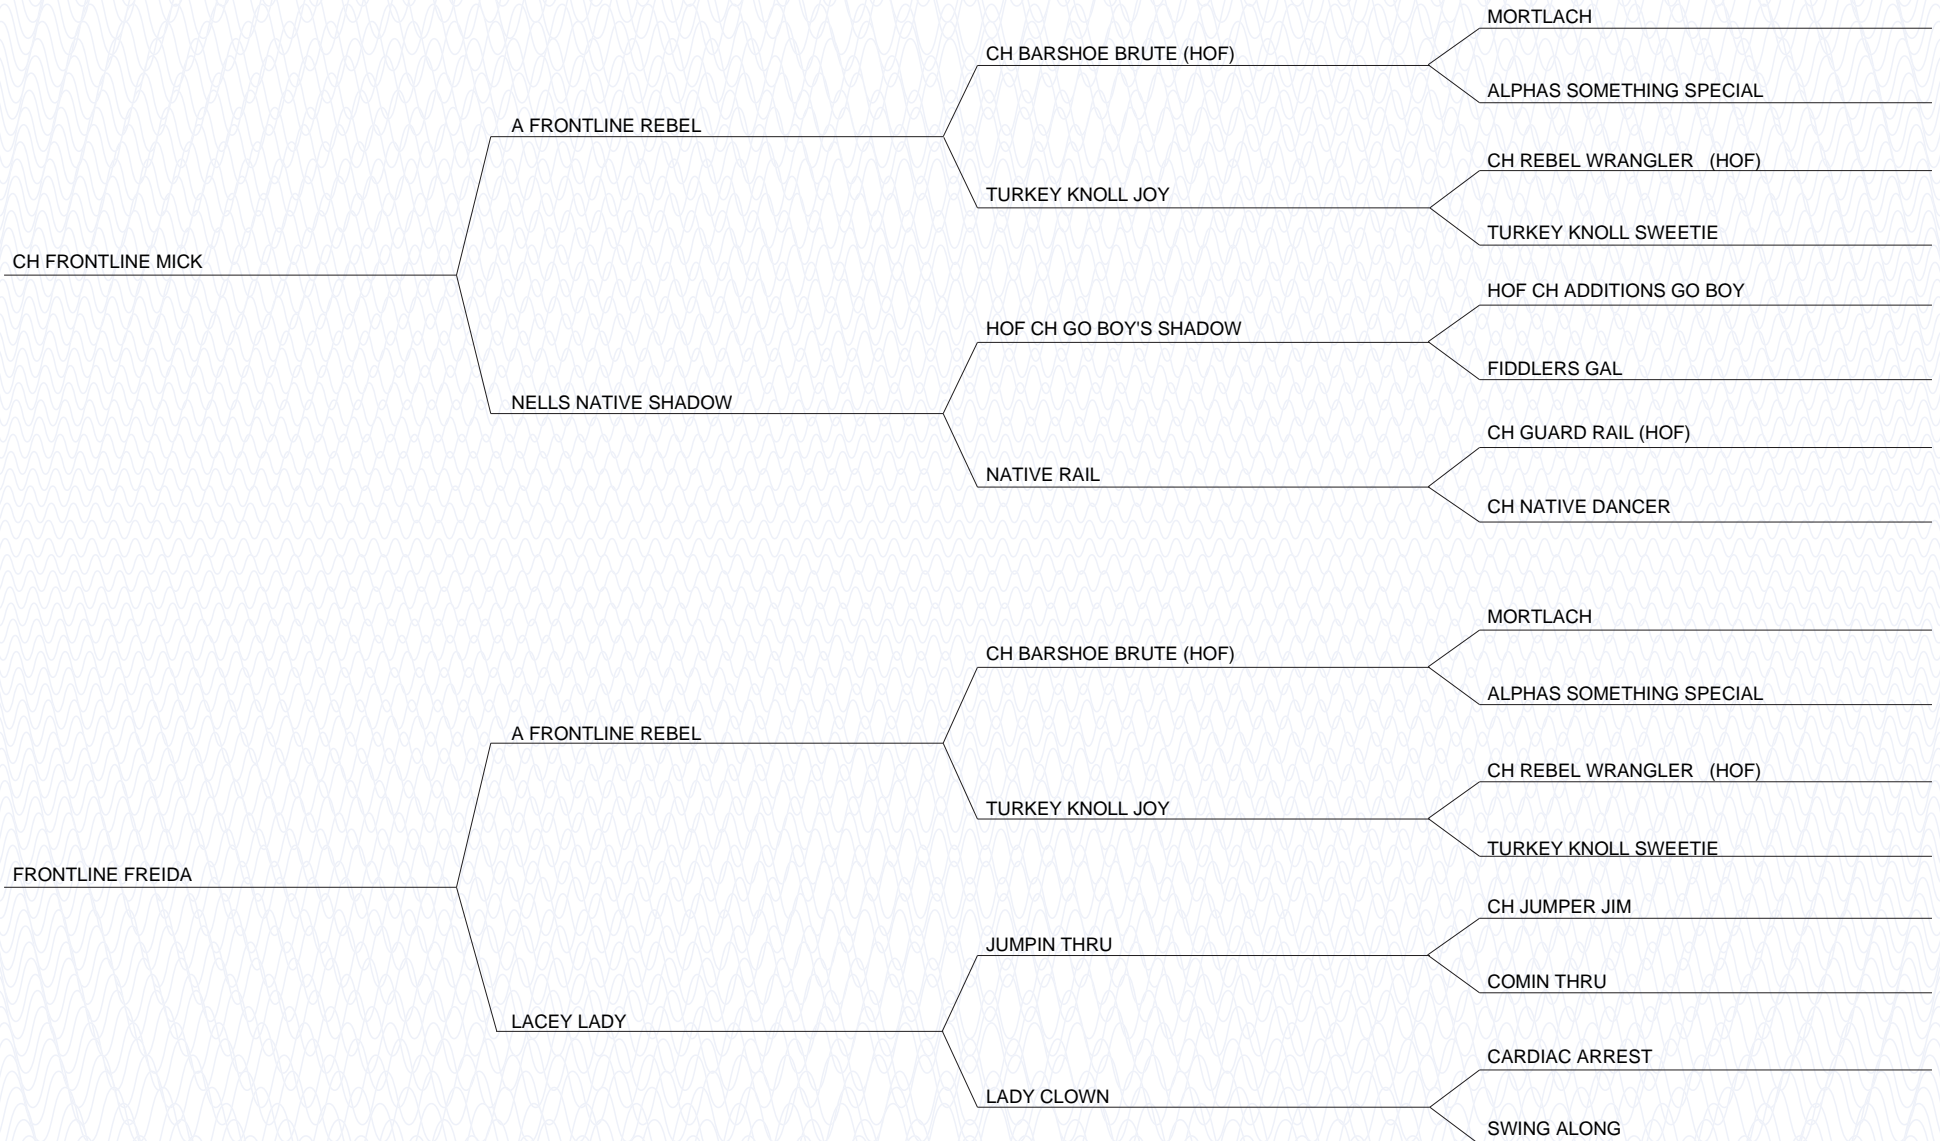 MORTLACH
CH BARSHOE BRUTE (HOF)
ALPHAS SOMETHING SPECIAL
A FRONTLINE REBEL
CH REBEL WRANGLER   (HOF)
TURKEY KNOLL JOY
TURKEY KNOLL SWEETIE
CH FRONTLINE MICK
HOF CH ADDITIONS GO BOY
HOF CH GO BOY'S SHADOW
FIDDLERS GAL
NELLS NATIVE SHADOW
CH GUARD RAIL (HOF)
NATIVE RAIL
CH NATIVE DANCER
MORTLACH
CH BARSHOE BRUTE (HOF)
ALPHAS SOMETHING SPECIAL
A FRONTLINE REBEL
CH REBEL WRANGLER   (HOF)
TURKEY KNOLL JOY
TURKEY KNOLL SWEETIE
FRONTLINE FREIDA
CH JUMPER JIM
JUMPIN THRU
COMIN THRU
LACEY LADY
CARDIAC ARREST
LADY CLOWN
SWING ALONG